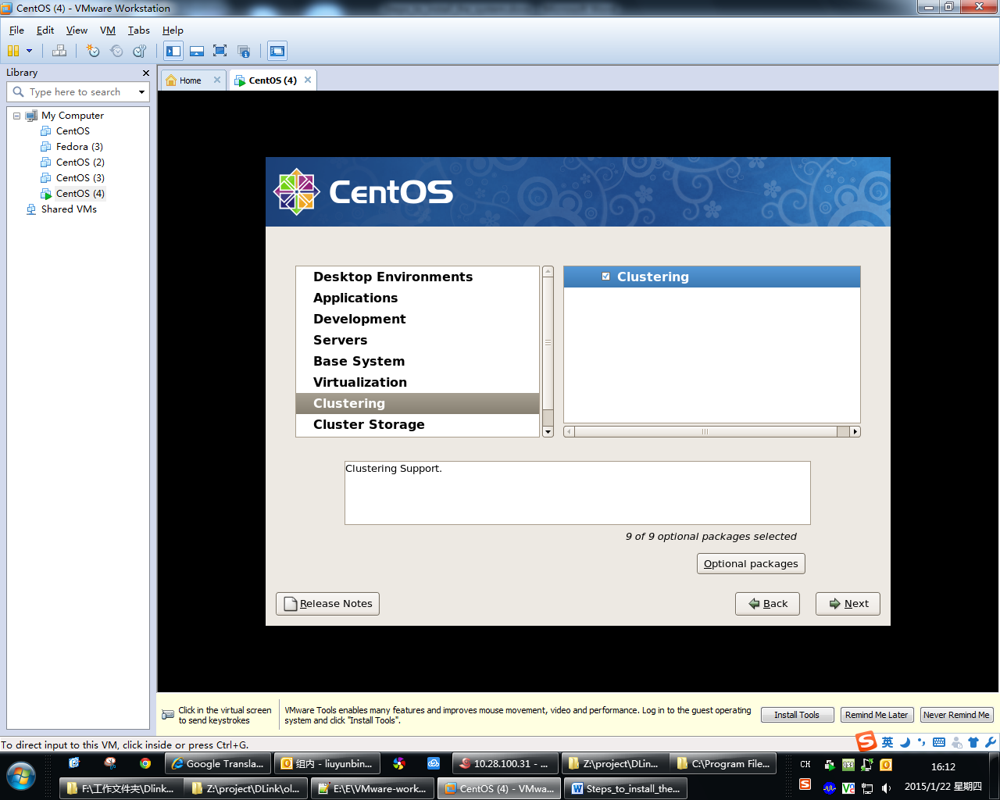 CentOS (4) - VMware Workstation
File Edit View VM Tabs Help
Library
Type here to search
My Computer
CentOS
Fedora (3)
CentOS (2)
CentOS (3)
CentOS (4)
Shared VMs
Home
CentOS (4)
CentOS
Desktop Environments
Applications
Development
Servers
Base System
Virtualization
Clustering
Cluster Storage
Clustering
Clustering Support.
9 of 9 optional packages selected
Optional packages
Release Notes
Back
Next
Click in the virtual screen
to send keystrokes
VMware Tools enables many features and improves mouse movement, video and performance. Log in to the guest operating
system and click "Install Tools".
Install Tools
Remind Me Later
Never Remind Me
To direct input to this VM, click inside or press Ctrl+G.
英
Google Transla...
组内 - liuyunbin...
10.28.100.31 - ...
Z:\project\DLin...
C:\Program File...
CH
16:12
F:\工作文件夹\Dlink...
Z:\project\DLink\ol...
E:\E\VMware-work...
CentOS (4) - VMwa...
Steps_to_install_the...
2015/1/22 星期四